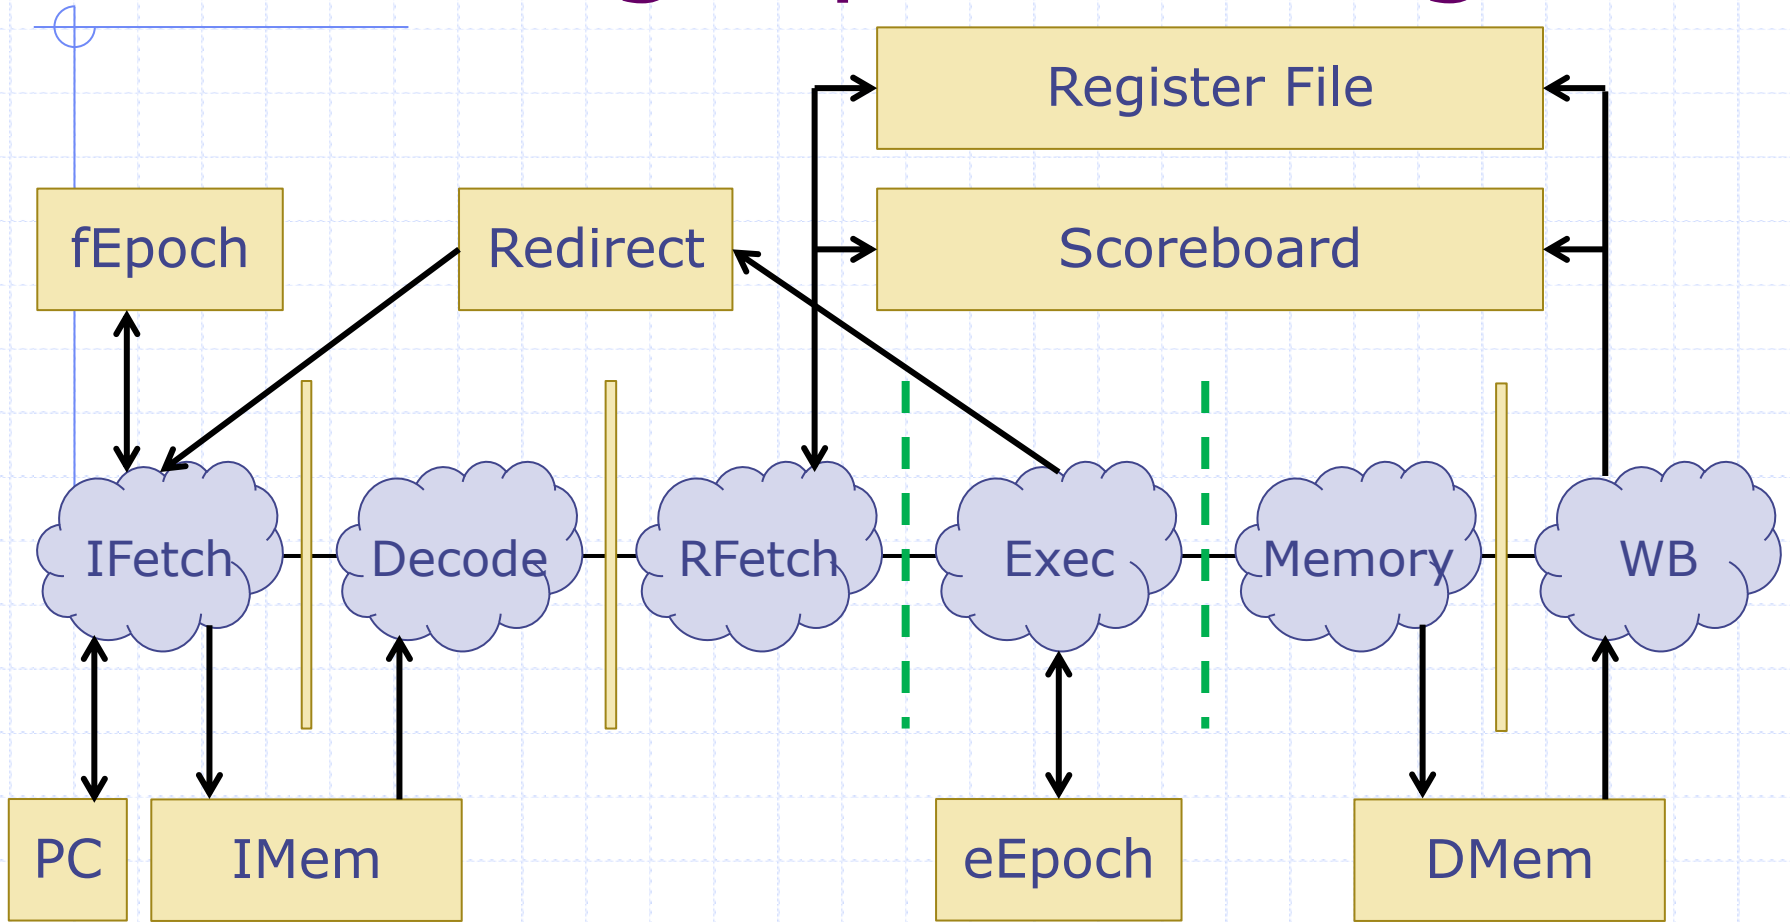 Register File
fEpoch
Redirect
Scoreboard
IFetch
Decode
RFetch
Exec
Memory
WB
PC
IMem
eEpoch
DMem